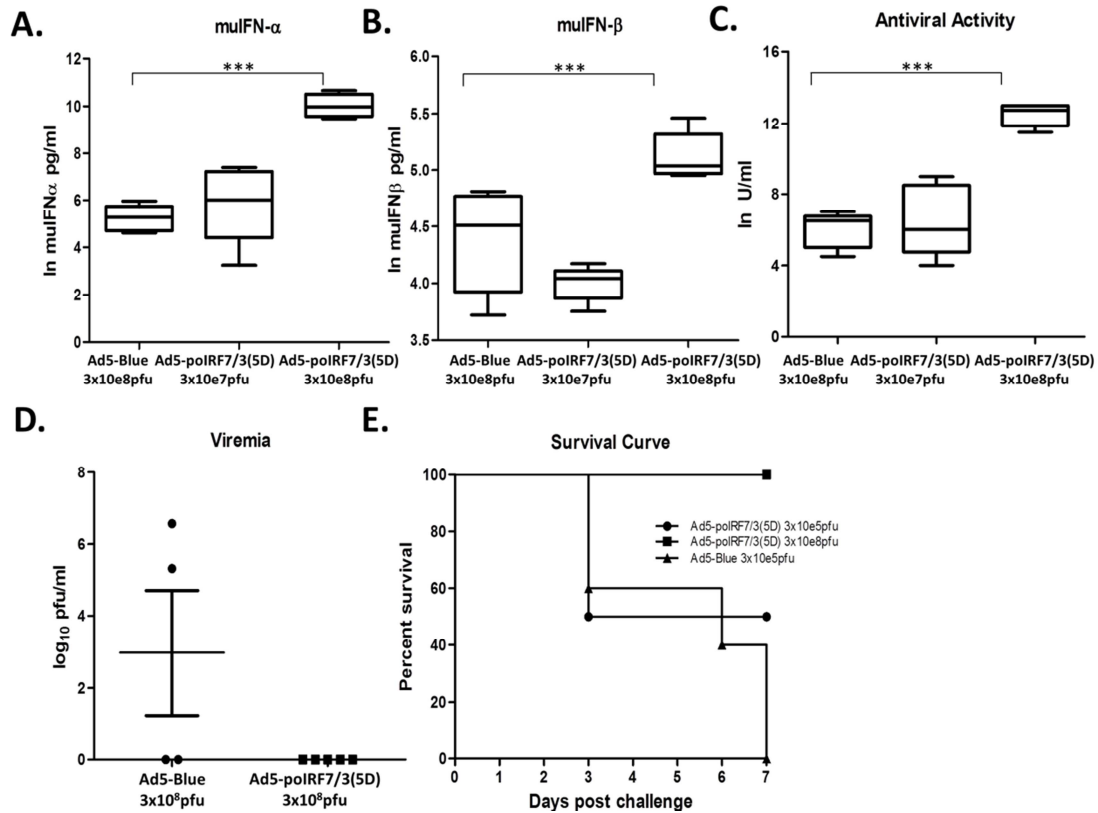 A.
muIFN-α
ln muIFNα pg/ml
12
10
8
6
4
2
0
***
Ad5-Blue Ad5-poIRF7/3(5D) Ad5-poIRF7/3(5D)
3x10e8pfu 3x10e7pfu 3x10e8pfu
B.
muIFN-β
ln muIFNβ pg/ml
6.0
5.5
5.0
4.5
4.0
3.5
***
Ad5-Blue Ad5-poIRF7/3(5D) Ad5-poIRF7/3(5D)
3x10e8pfu 3x10e7pfu 3x10e8pfu
C.
Antiviral Activity
ln U/ml
15
12
9
6
3
0
***
Ad5-Blue Ad5-poIRF7/3(5D) Ad5-poIRF7/3(5D)
3x10e8pfu 3x10e7pfu 3x10e8pfu
D.
Viremia
log₁₀ pfu/ml
8
6
4
2
0
Ad5-Blue Ad5-poIRF7/3(5D)
3x10⁸pfu 3x10⁸pfu
E.
Survival Curve
Percent survival
100
80
60
40
20
0
Ad5-poIRF7/3(5D) 3x10e5pfu
Ad5-poIRF7/3(5D) 3x10e8pfu
Ad5-Blue 3x10e5pfu
0 1 2 3 4 5 6 7
Days post challenge